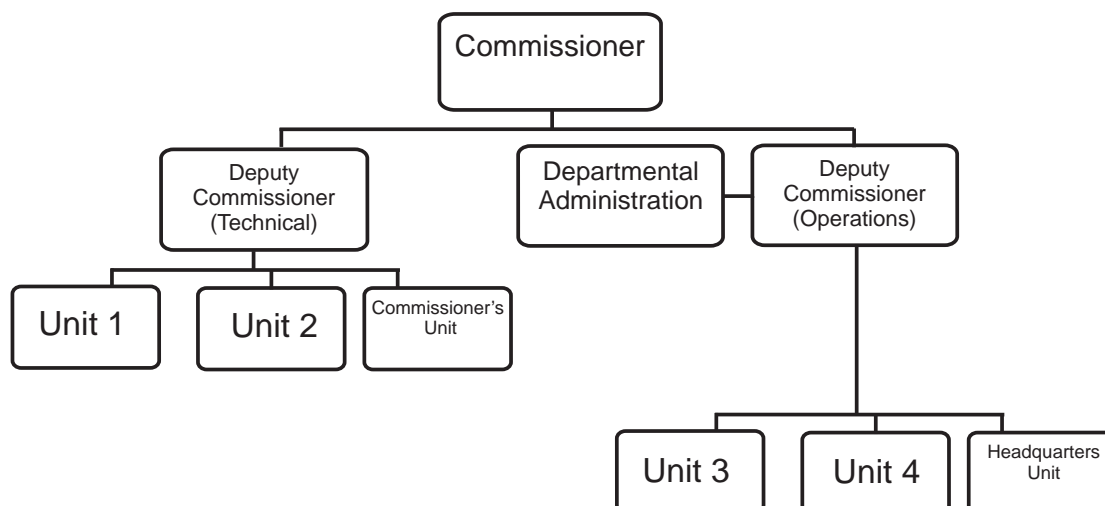 Commissioner
Deputy
Commissioner
(Technical)
Departmental
Administration
Deputy
Commissioner
(Operations)
Unit 1
Unit 2
Commissioner’s
Unit
Unit 3
Unit 4
Headquarters
Unit